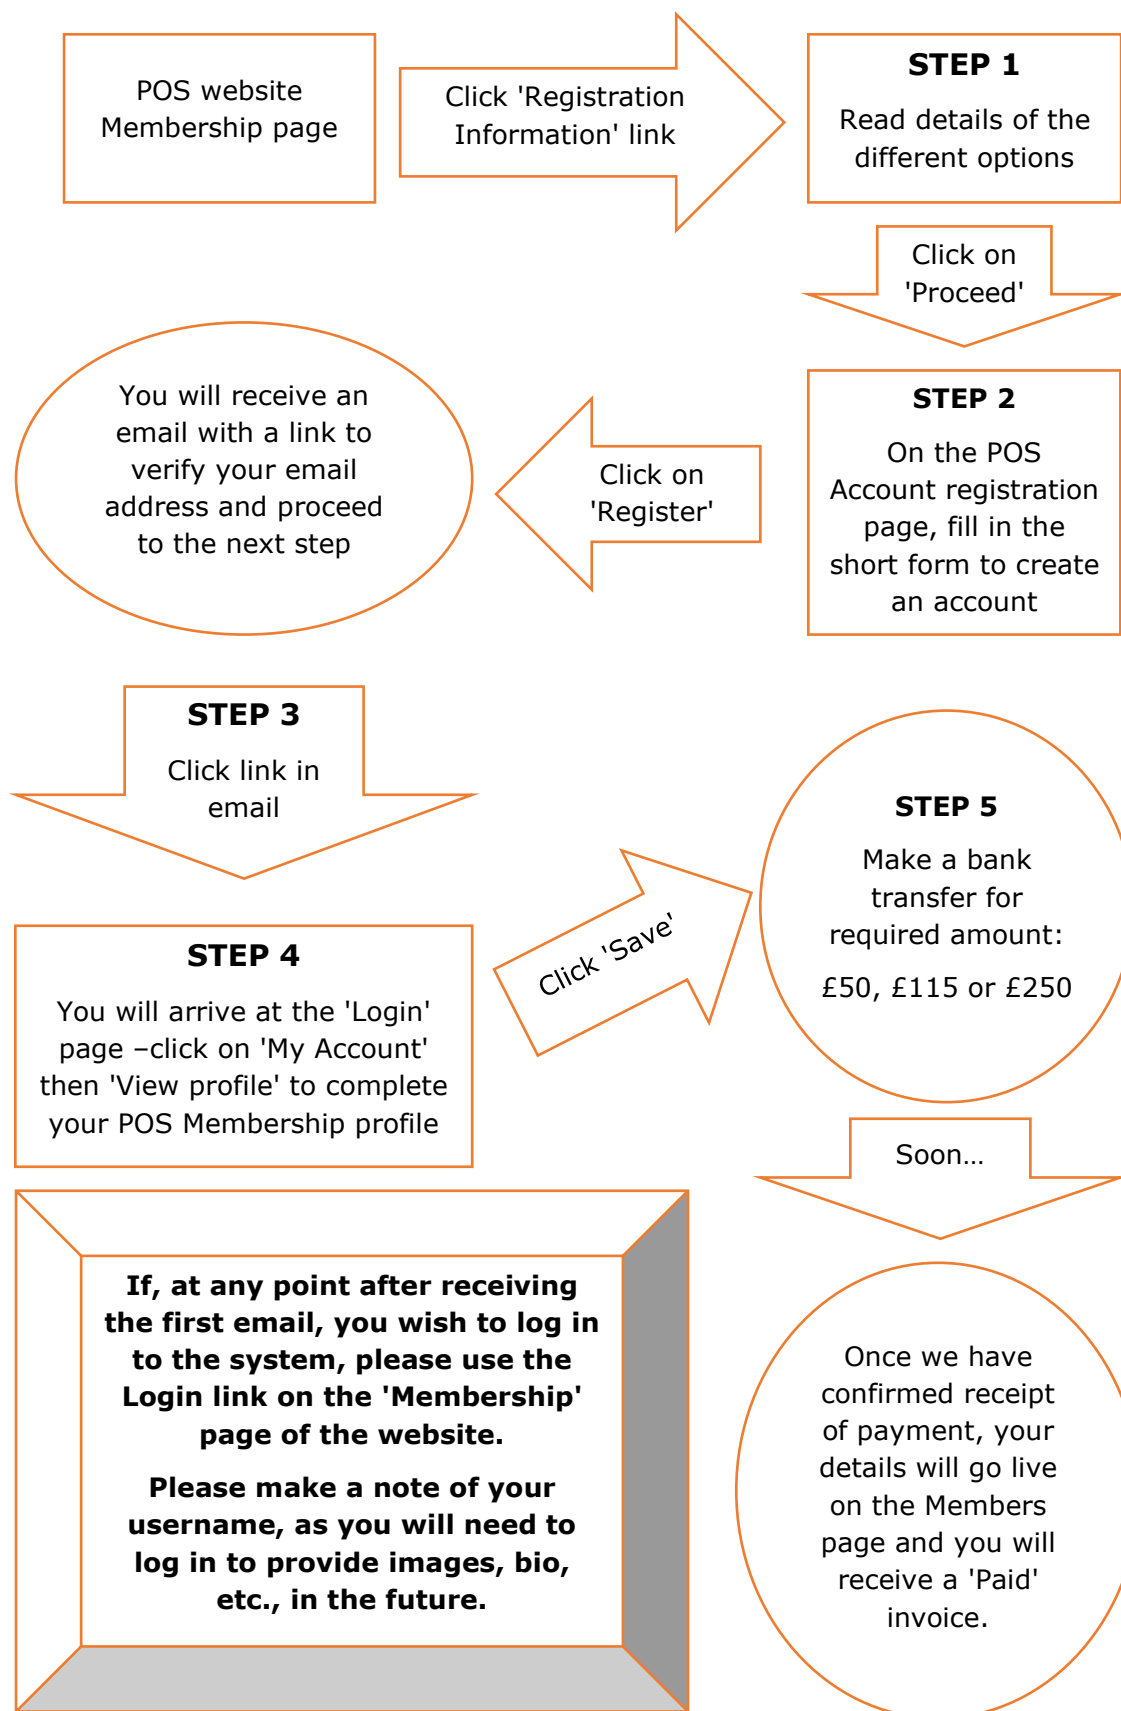 POS website
Membership page
Click 'Registration
Information' link
STEP 1
Read details of the
different options
Click on
'Proceed'
STEP 2
On the POS
Account registration
page, fill in the
short form to create
an account
Click on
'Register'
You will receive an
email with a link to
verify your email
address and proceed
to the next step
STEP 3
Click link in
email
STEP 4
You will arrive at the 'Login'
page –click on 'My Account'
then 'View profile' to complete
your POS Membership profile
Click 'Save'
STEP 5
Make a bank
transfer for
required amount:
£50, £115 or £250
Soon…
Once we have
confirmed receipt
of payment, your
details will go live
on the Members
page and you will
receive a 'Paid'
invoice.
If, at any point after receiving
the first email, you wish to log in
to the system, please use the
Login link on the 'Membership'
page of the website.
Please make a note of your
username, as you will need to
log in to provide images, bio,
etc., in the future.